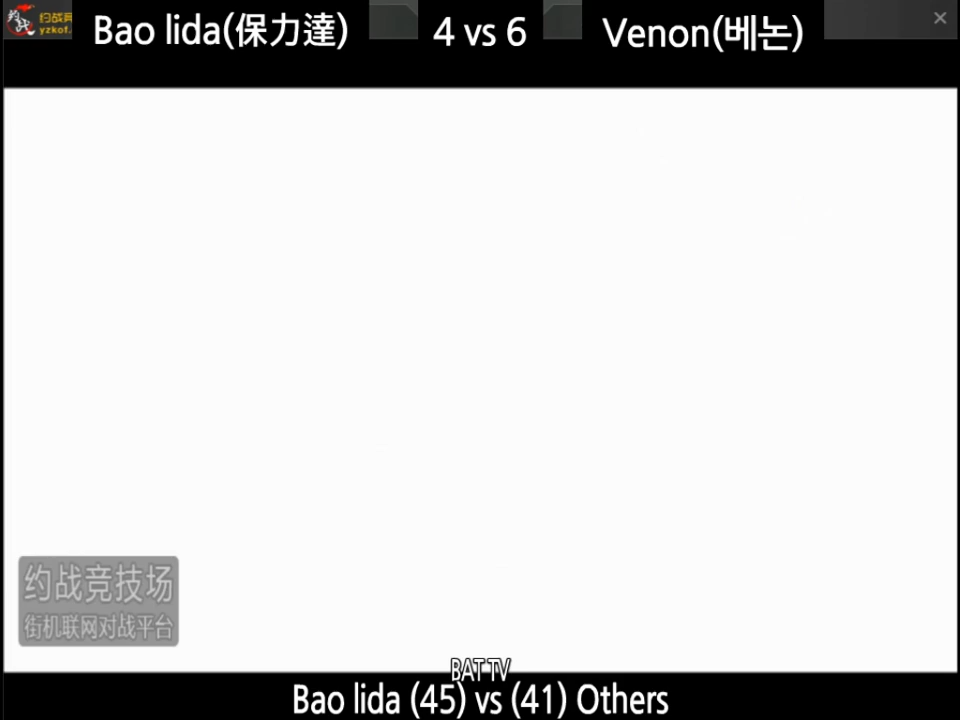 约战竞
yzkof.
Bao lida(保力達)
4 vs 6
Venon(베논)
约战竞技场
街机联网对战平台
BAT TV
Bao lida (45) vs (41) Others